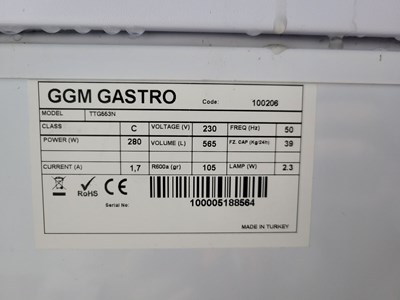 GGM GASTRO Code: 100206
MODEL TTG553N
CLASS C VOLTAGE (V) 230 FREQ (Hz) 50
POWER (W) 280 VOLUME (L) 565 FZ. CAP (Kg/24h) 39
CURRENT (A) 1,7 R600a (gr) 105 LAMP (W) 2.3
RoHS CE
Serial No: 100005188564
MADE IN TURKEY